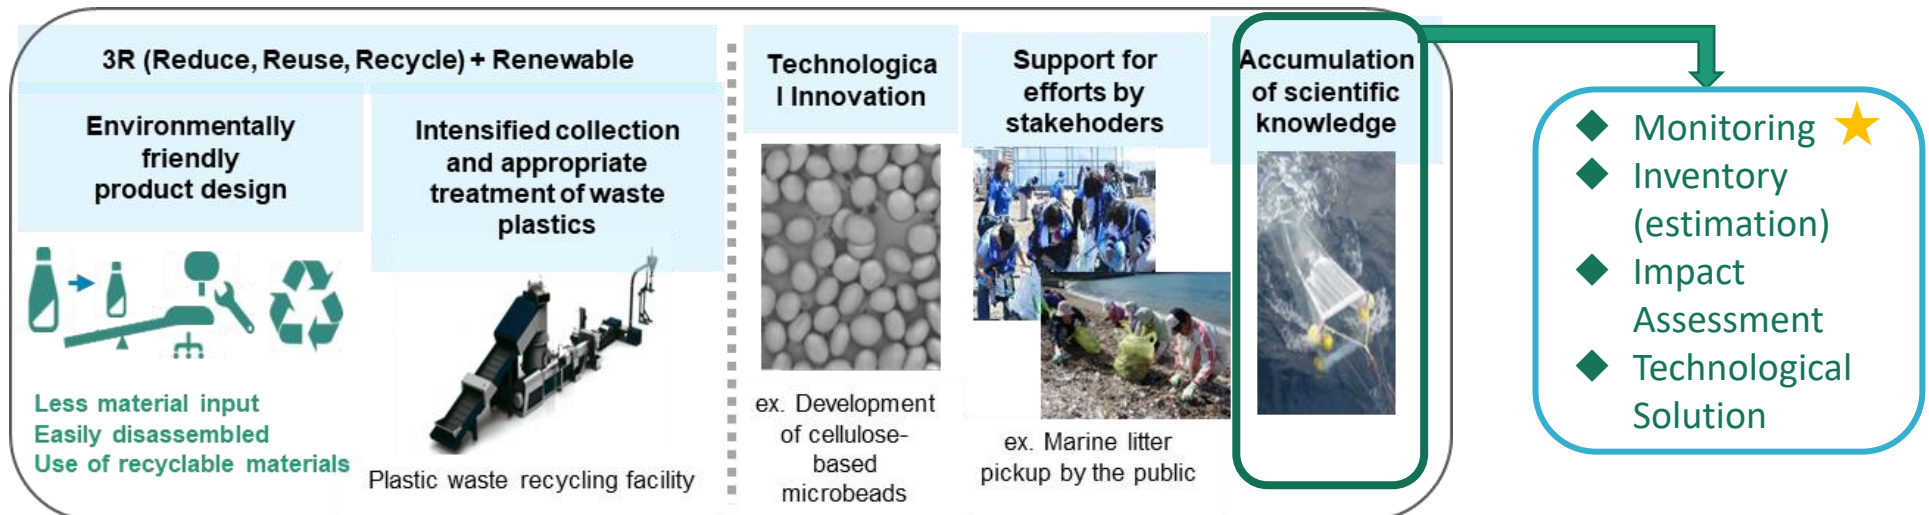 3R (Reduce, Reuse, Recycle) + Renewable
Environmentally
friendly
product design
Less material input
Easily disassembled
Use of recyclable materials
Intensified collection
and appropriate
treatment of waste
plastics
Plastic waste recycling facility
Technologica
l Innovation
ex. Development
of cellulose-
based
microbeads
Support for
efforts by
stakehoders
ex. Marine litter
pickup by the public
Accumulation
of scientific
knowledge
◆ Monitoring
◆ Inventory
(estimation)
◆ Impact
Assessment
◆ Technological
Solution